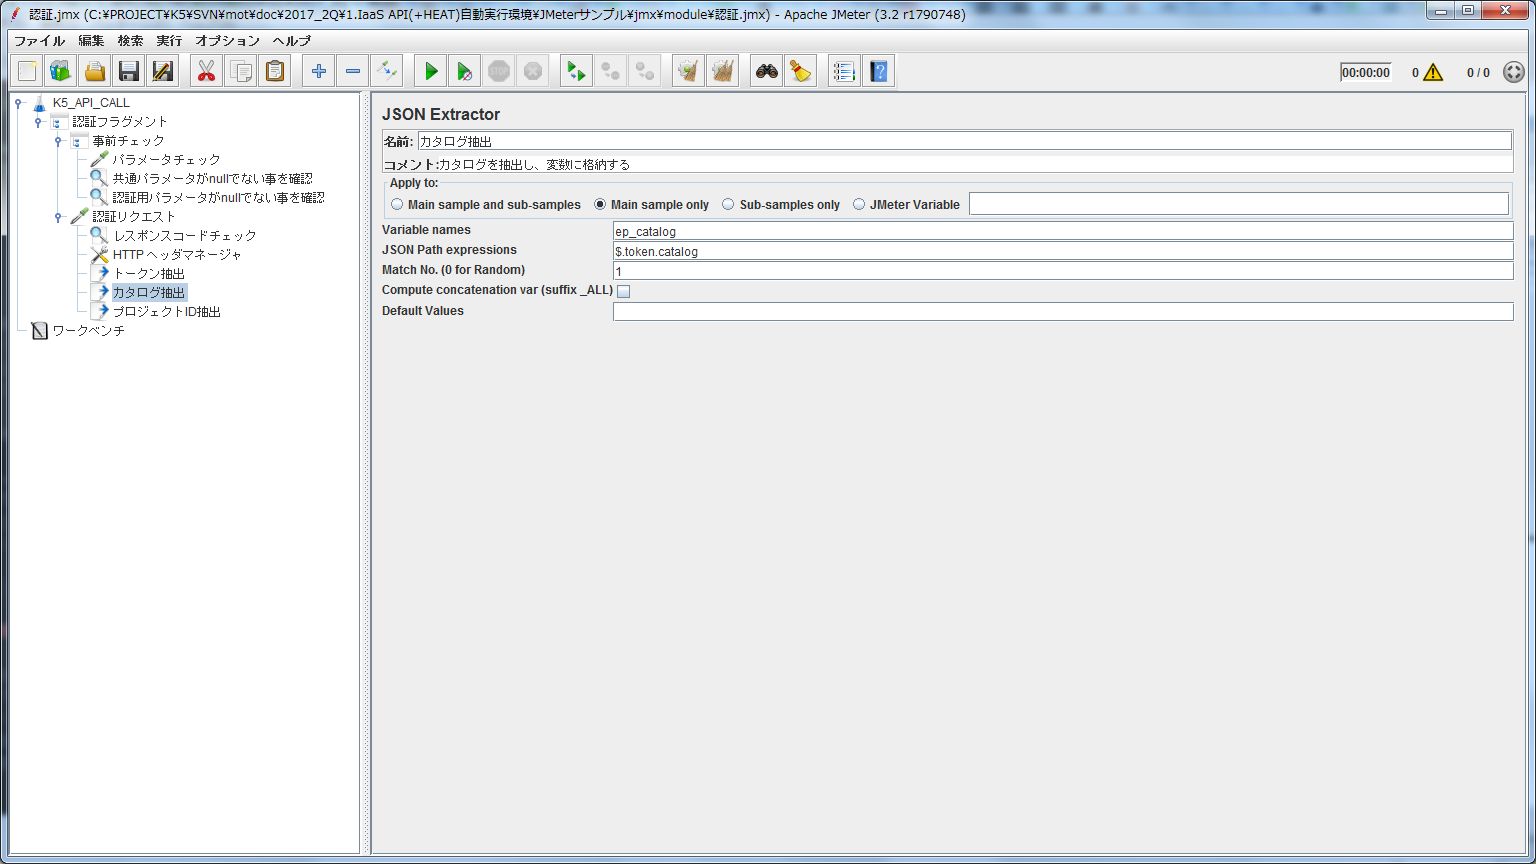 認証.jmx (C:¥PROJECT¥K5¥SVN¥mot¥doc¥2017_2Q¥1.IaaS API(+HEAT)自動実行環境¥JMeterサンプル¥jmx¥module¥認証.jmx) - Apache JMeter (3.2 r1790748)
ファイル 編集 検索 実行 オプション ヘルプ
STOP
00:00:00 0 0 / 0
K5_API_CALL
認証フラグメント
事前チェック
パラメータチェック
共通パラメータがnullでない事を確認
認証用パラメータがnullでない事を確認
認証リクエスト
レスポンスコードチェック
HTTP ヘッダマネージャ
トークン抽出
カタログ抽出
プロジェクトID抽出
ワークベンチ
JSON Extractor
名前: カタログ抽出
コメント:カタログを抽出し、変数に格納する
Apply to:
Main sample and sub-samples Main sample only Sub-samples only JMeter Variable
Variable names ep_catalog
JSON Path expressions $.token.catalog
Match No. (0 for Random) 1
Compute concatenation var (suffix _ALL)
Default Values